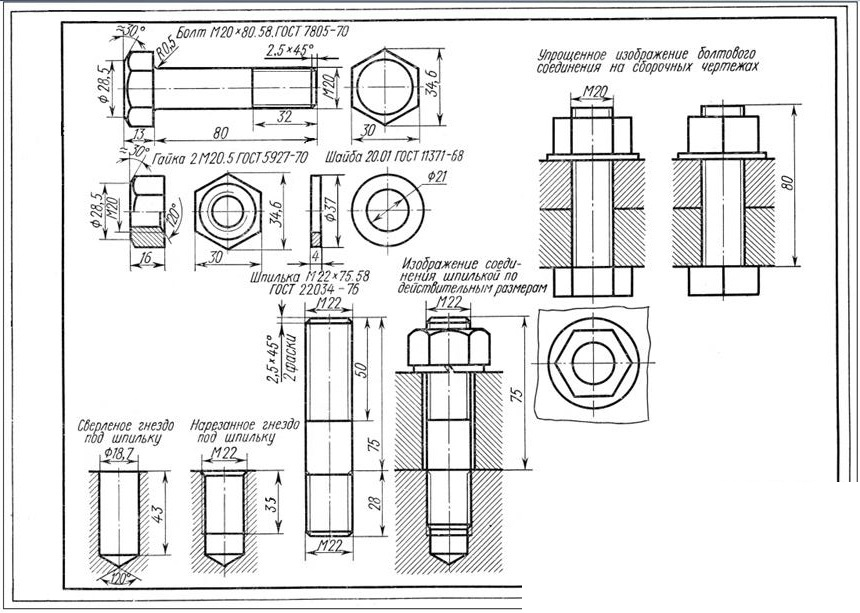 ≈30°
Болт М20×80.58.ГОСТ 7805-70
R0,5
2,5×45°
Ф28,5
М20
34,6
32
13
80
30
Упрощенное изображение болтового
соединения на сборочных чертежах
М20
80
≈30°
Гайка 2 М20.5 ГОСТ 5927-70
Шайба 20.01 ГОСТ 11371-68
Ф28,5
М20
120°
34,6
Ф37
Ф21
16
30
4
Шпилька М22×75.58
ГОСТ 22034-76
М22
2,5×45°
2 фаски
50
75
28
М22
Изображение соеди-
нения шпилькой по
действительным размерам
М22
75
Сверленое гнездо
под шпильку
Ф18,7
43
120°
Нарезанное гнездо
под шпильку
М22
35